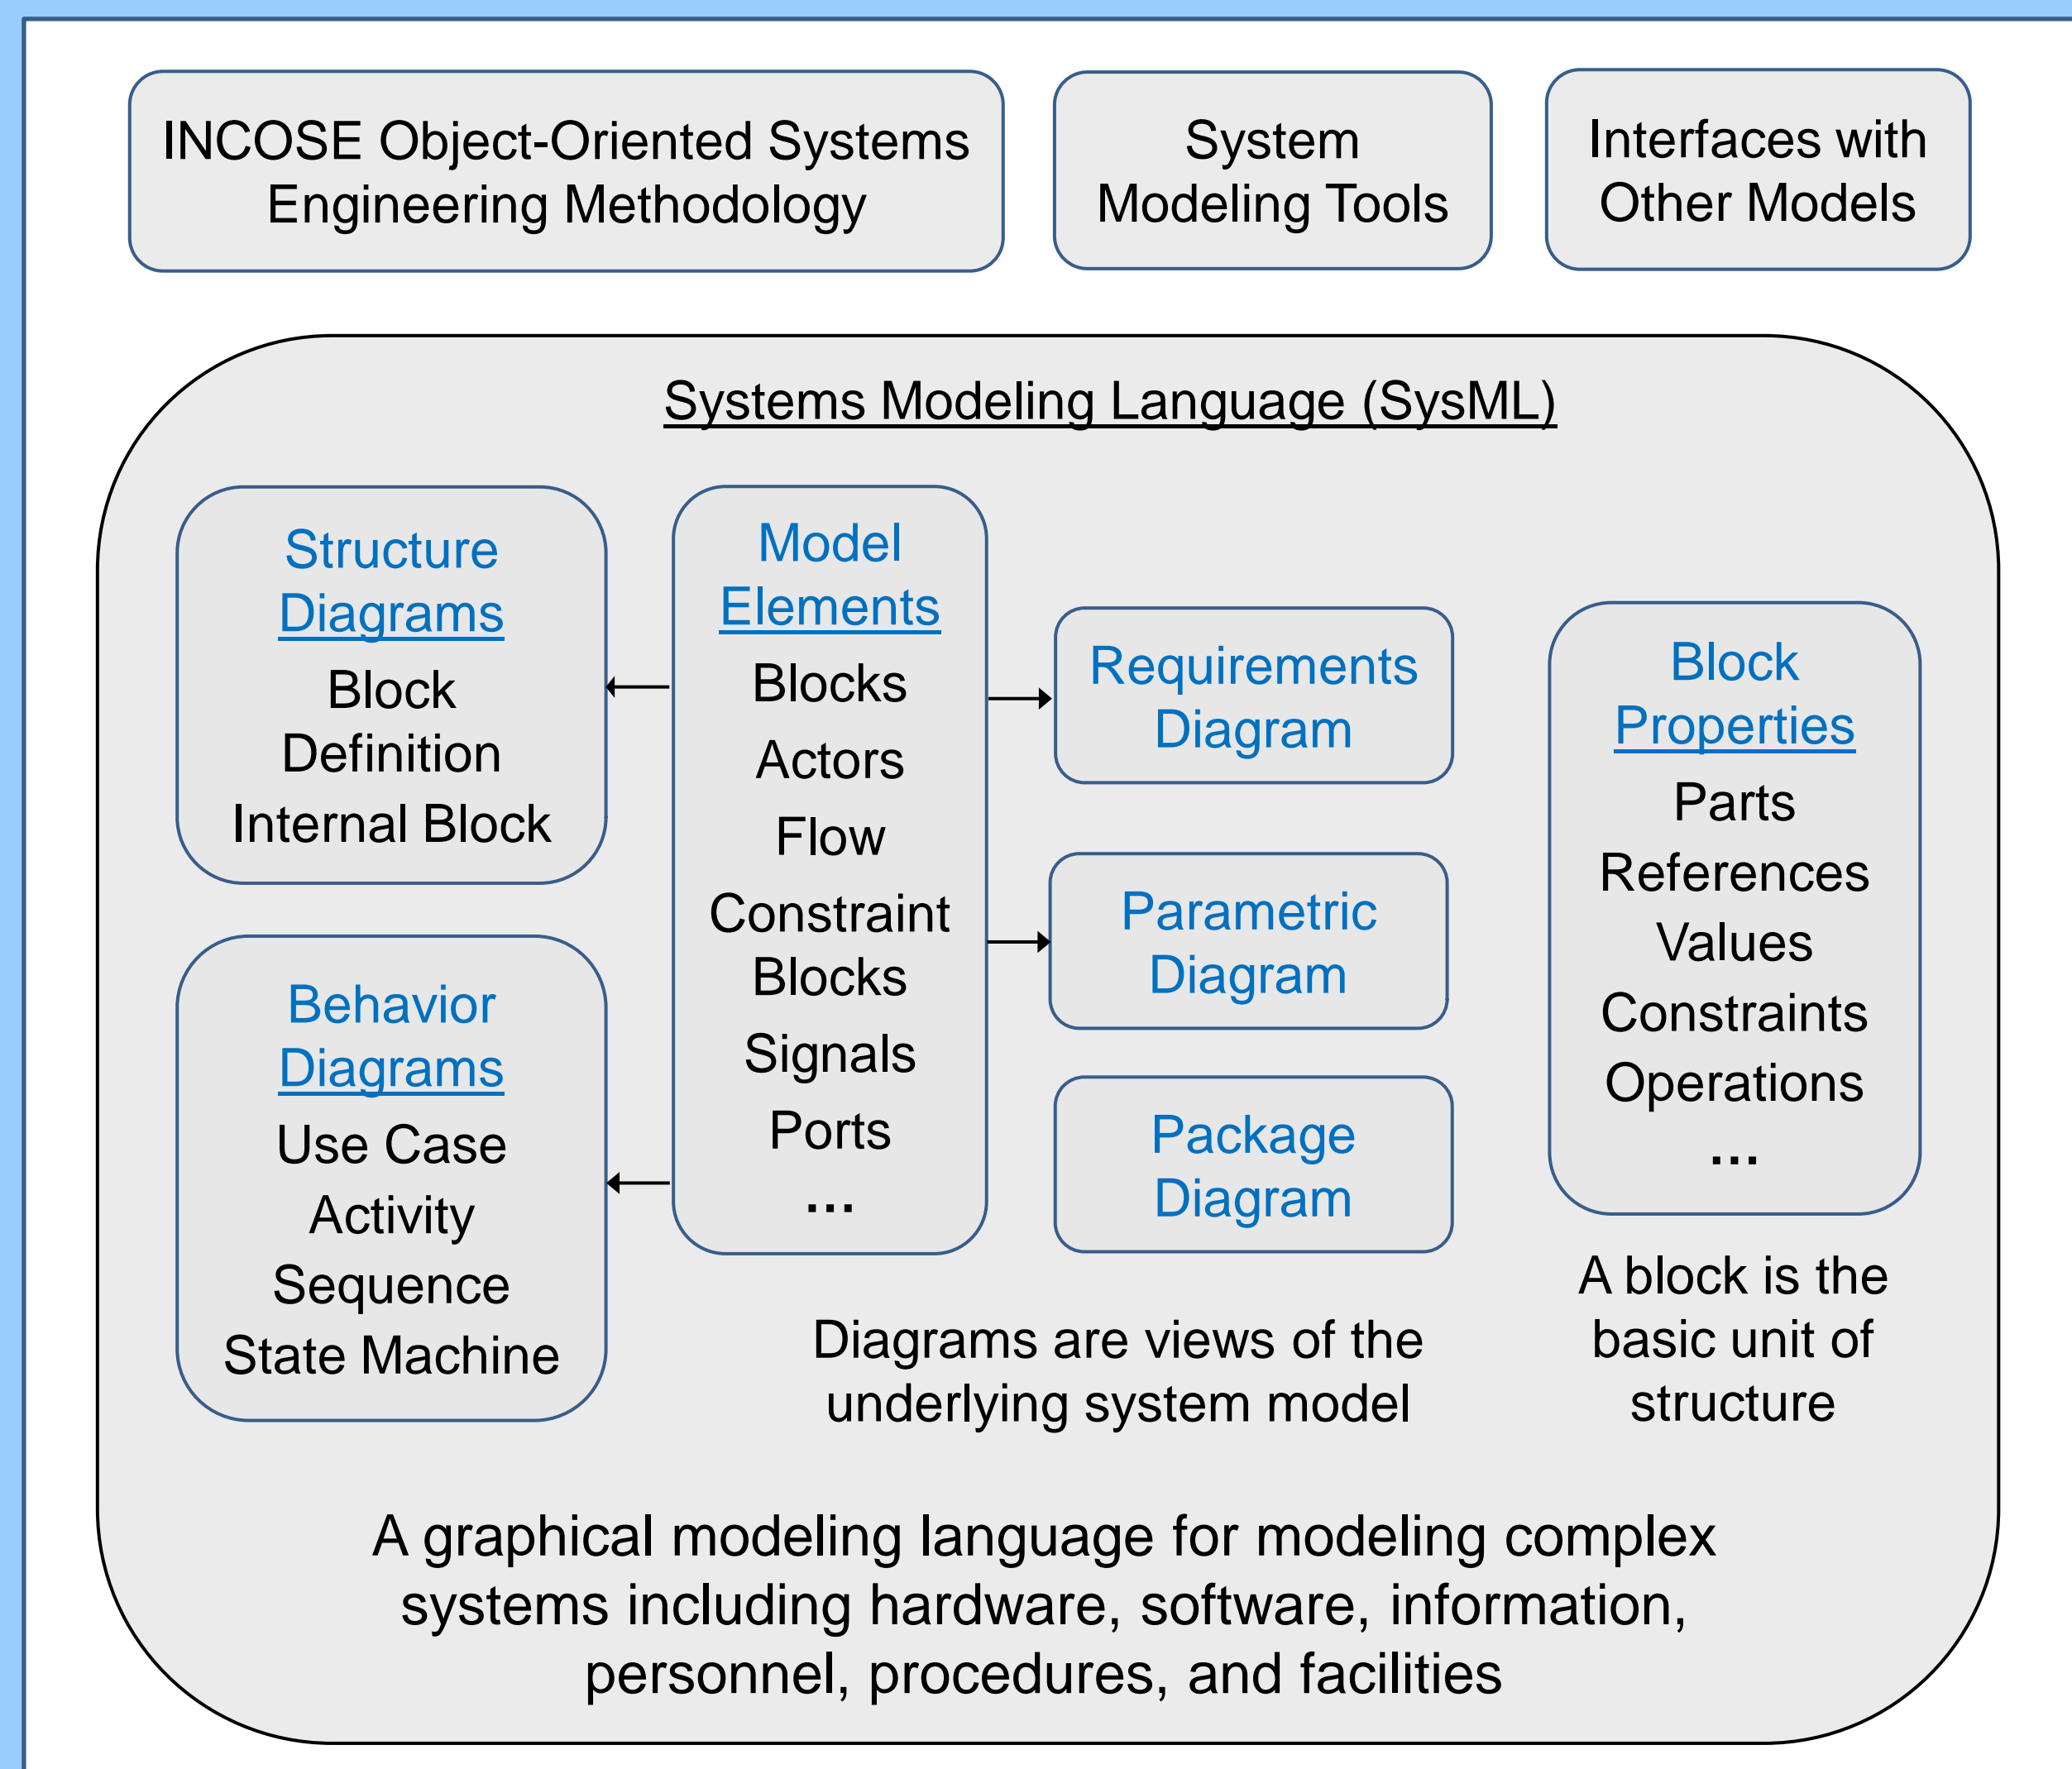 INCOSE Object-Oriented Systems
Engineering Methodology
System
Modeling Tools
Interfaces with
Other Models
Systems Modeling Language (SysML)
Structure
Diagrams
Block
Definition
Internal Block
Behavior
Diagrams
Use Case
Activity
Sequence
State Machine
Model
Elements
Blocks
Actors
Flow
Constraint
Blocks
Signals
Ports
...
Requirements
Diagram
Parametric
Diagram
Package
Diagram
Diagrams are views of the
underlying system model
Block
Properties
Parts
References
Values
Constraints
Operations
...
A block is the
basic unit of
structure
A graphical modeling language for modeling complex
systems including hardware, software, information,
personnel, procedures, and facilities